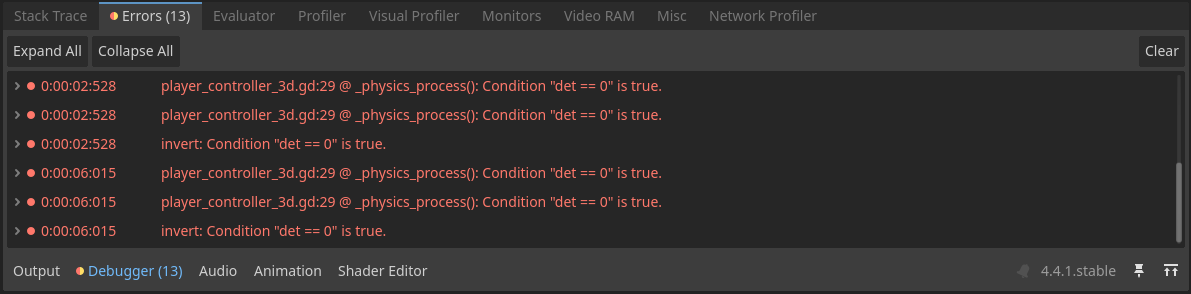 Stack Trace Errors (13) Evaluator Profiler Visual Profiler Monitors Video RAM Misc Network Profiler
Expand All Collapse All Clear
0:00:02:528 player_controller_3d.gd:29 @ _physics_process(): Condition "det == 0" is true.
0:00:02:528 player_controller_3d.gd:29 @ _physics_process(): Condition "det == 0" is true.
0:00:02:528 invert: Condition "det == 0" is true.
0:00:06:015 player_controller_3d.gd:29 @ _physics_process(): Condition "det == 0" is true.
0:00:06:015 player_controller_3d.gd:29 @ _physics_process(): Condition "det == 0" is true.
0:00:06:015 invert: Condition "det == 0" is true.
Output Debugger (13) Audio Animation Shader Editor 4.4.1.stable